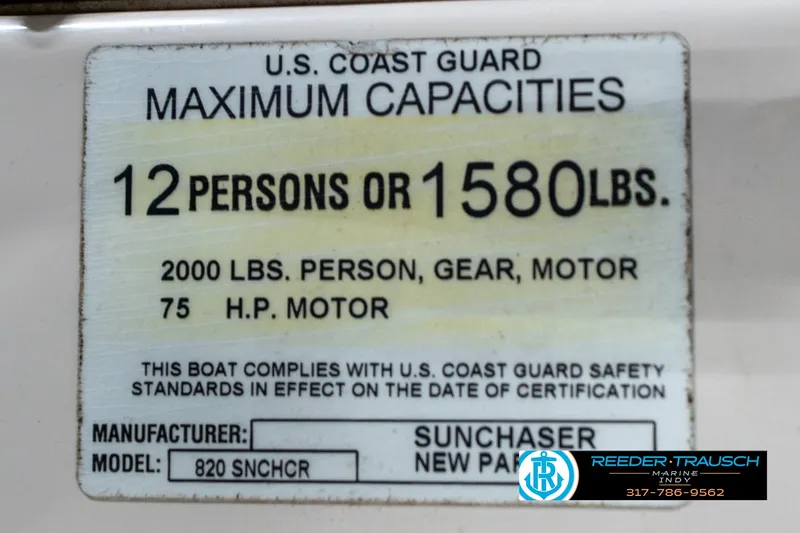 U.S. COAST GUARD
MAXIMUM CAPACITIES
12 PERSONS OR 1580 LBS.
2000 LBS. PERSON, GEAR, MOTOR
75 H.P. MOTOR
THIS BOAT COMPLIES WITH U.S. COAST GUARD SAFETY
STANDARDS IN EFFECT ON THE DATE OF CERTIFICATION
MANUFACTURER: SUNCHASER
MODEL: 820 SNCHCR NEW
REEDER·TRAUSCH
MARINE
INDY
317-786-9562